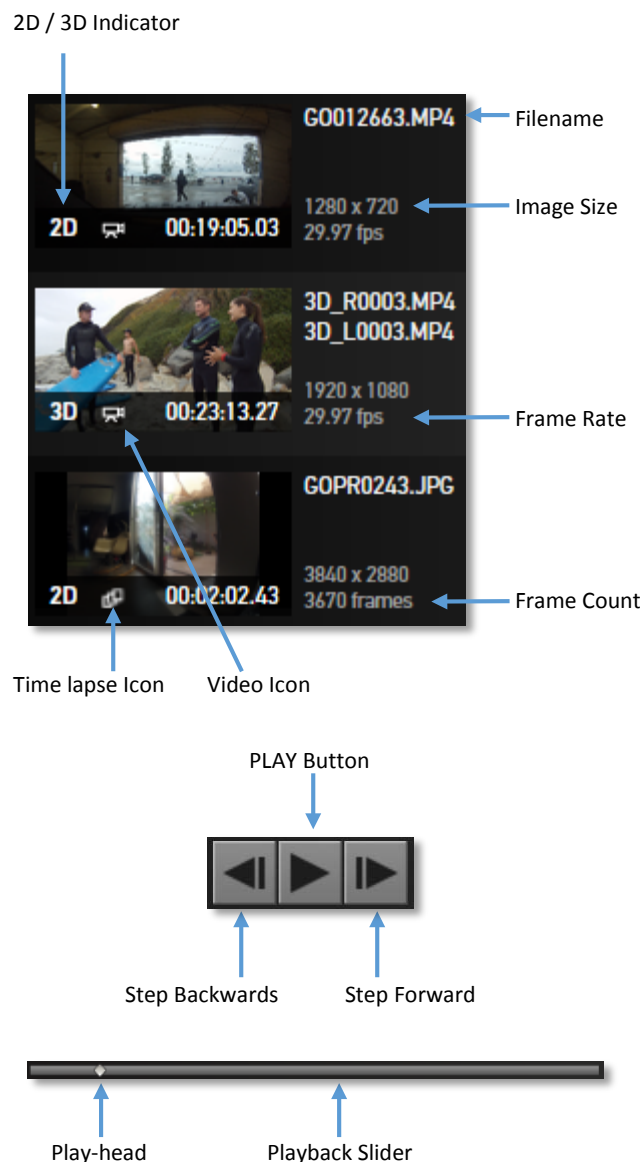 2D / 3D Indicator
GO012663.MP4
Filename
1280 x 720
Image Size
29.97 fps
2D 00:19:05.03
3D_R0003.MP4
3D_L0003.MP4
1920 x 1080
29.97 fps
Frame Rate
3D 00:23:13.27
GOPR0243.JPG
3840 x 2880
3670 frames
Frame Count
2D 00:02:02.43
Time lapse Icon
Video Icon
PLAY Button
Step Backwards
Step Forward
Play-head
Playback Slider